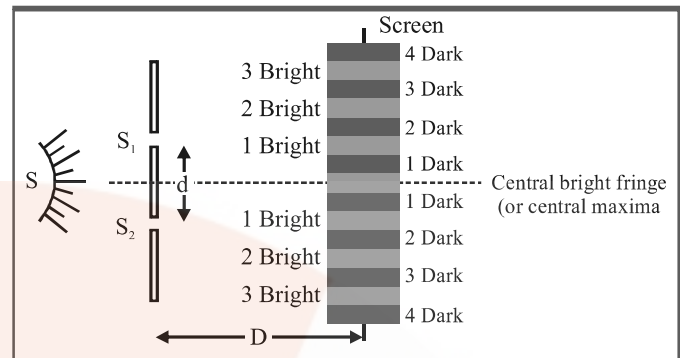 Screen
4 Dark
3 Bright
3 Dark
2 Bright
2 Dark
S₁
1 Bright
1 Dark
S
d
Central bright fringe
(or central maxima
1 Dark
1 Bright
S₂
2 Dark
2 Bright
3 Dark
3 Bright
4 Dark
D